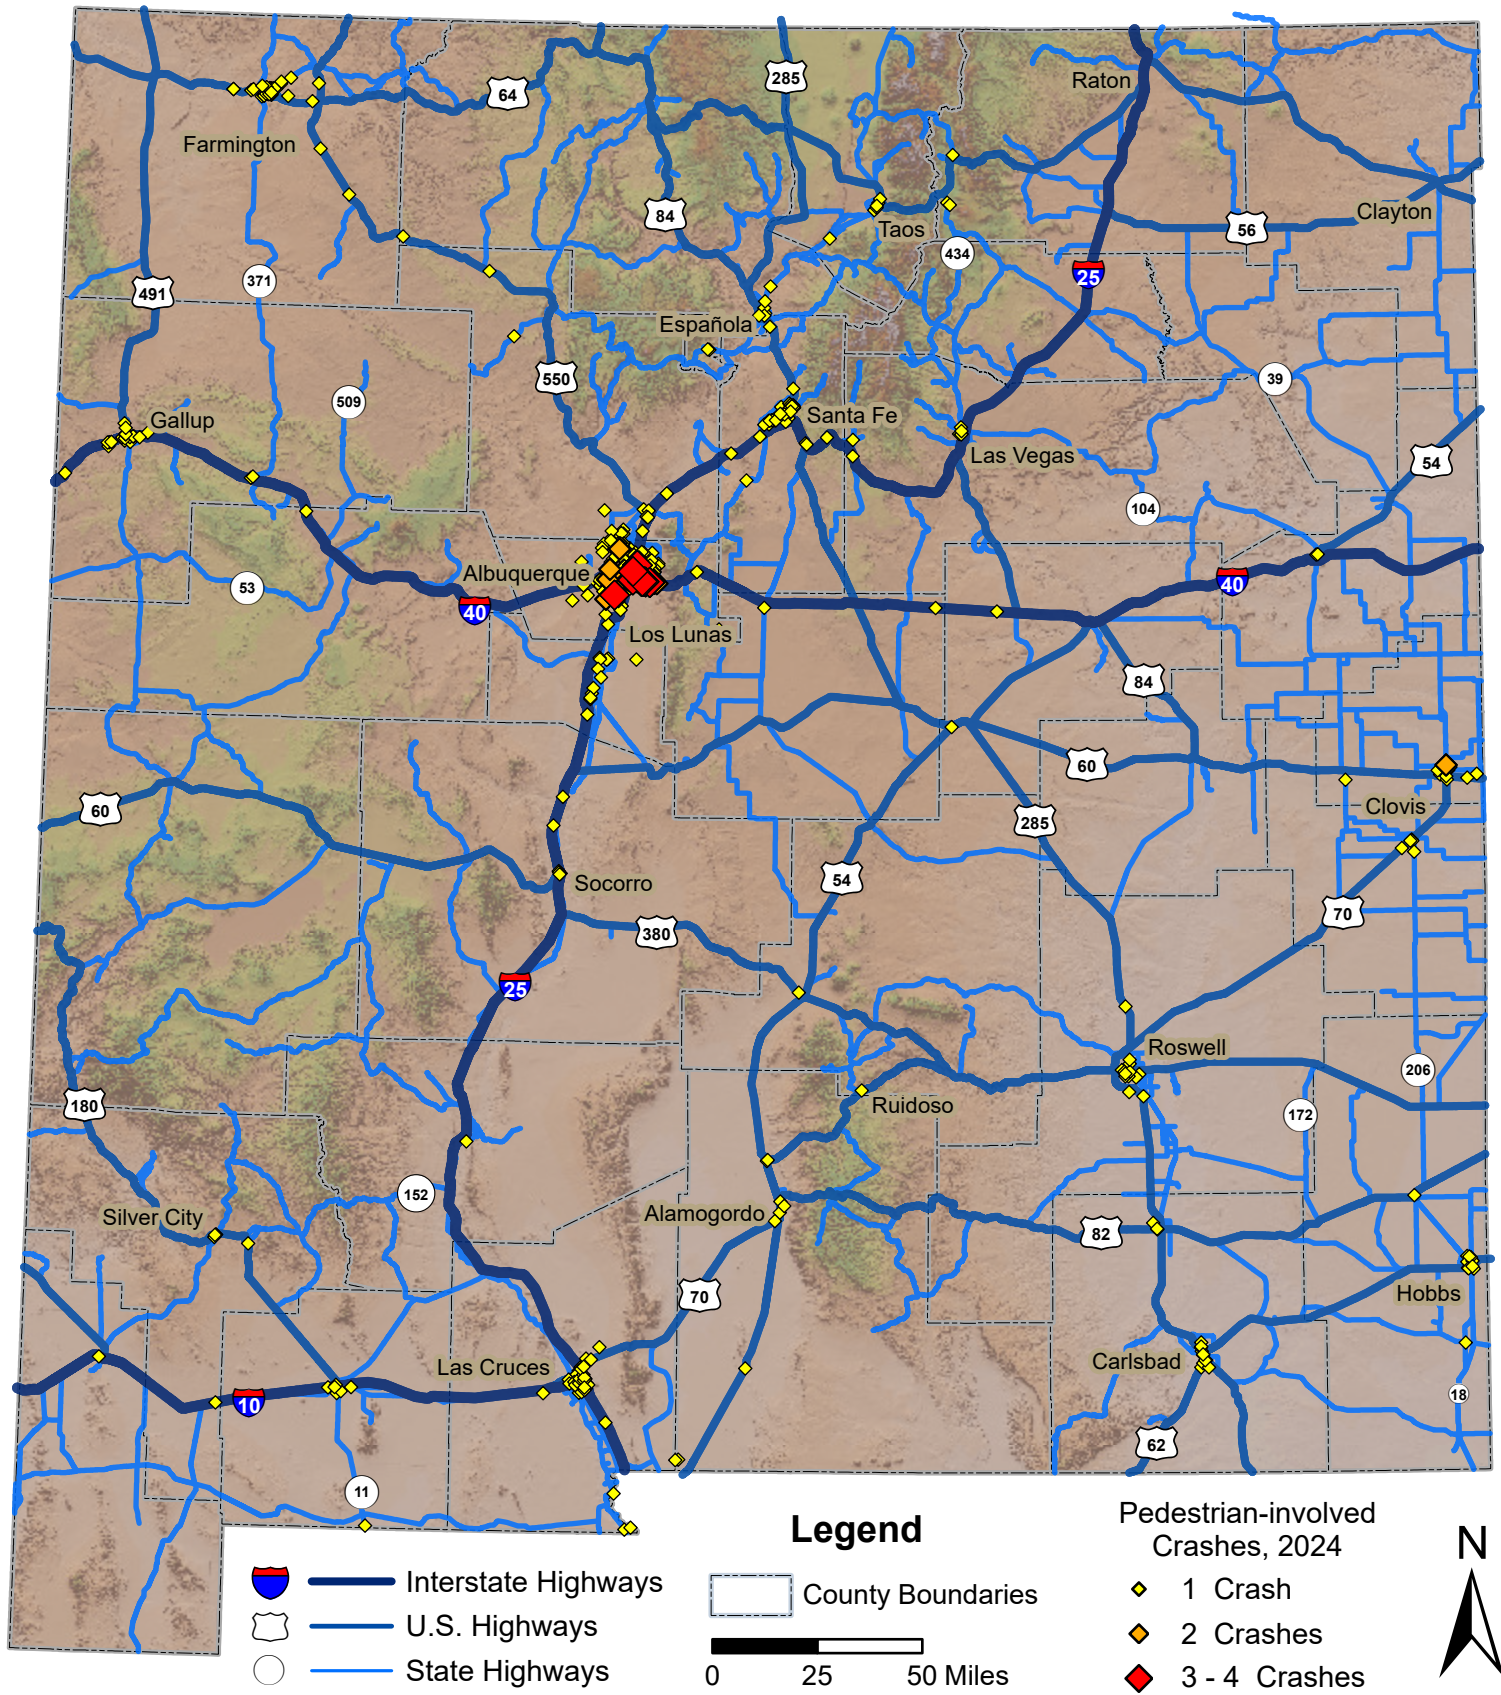 285
Raton
64
Farmington
84
Taos
Clayton
56
434
371
25
491
Española
550
39
509
Gallup
Santa Fe
Las Vegas
54
104
Albuquerque
40
53
40
Los Lunas
84
60
Clovis
60
285
54
Socorro
70
380
25
Roswell
206
Ruidoso
180
172
152
Silver City
Alamogordo
82
70
Hobbs
Las Cruces
Carlsbad
18
10
62
11
Legend
Interstate Highways
U.S. Highways
State Highways
County Boundaries
0 25 50 Miles
Pedestrian-involved
Crashes, 2024
1 Crash
2 Crashes
3 - 4 Crashes
N